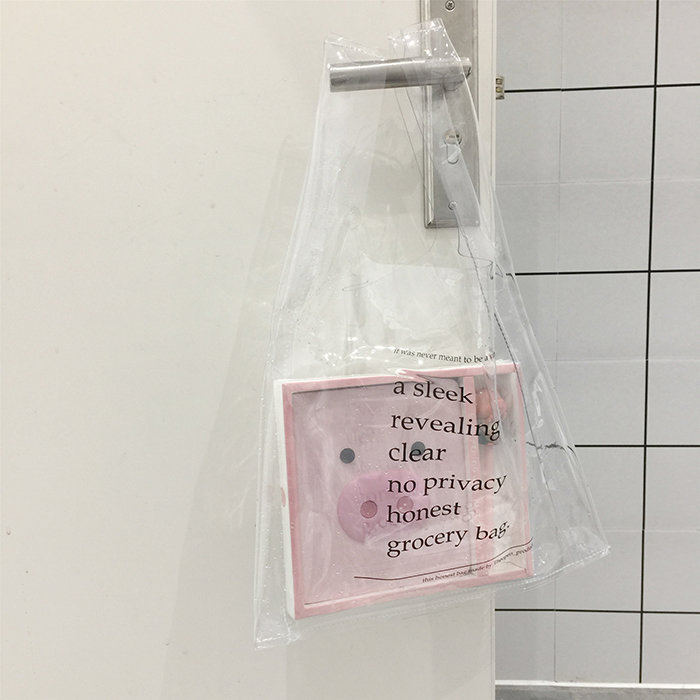 it was never meant to be a
a sleek
revealing
clear
no privacy
honest
grocery bag.
this honest bag made by